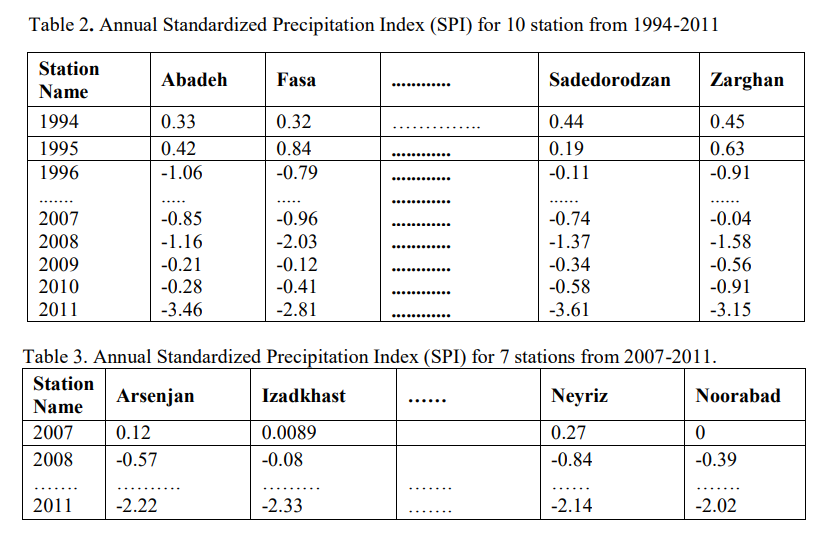 Table 2. Annual Standardized Precipitation Index (SPI) for 10 station from 1994-2011
Station Name Abadeh Fasa ............ Sadedorodzan Zarghan
1994 0.33 0.32 ………….. 0.44 0.45
1995 0.42 0.84 ............ 0.19 0.63
1996 -1.06 -0.79 ............ -0.11 -0.91
....... ..... ..... ............ ...... ......
2007 -0.85 -0.96 ............ -0.74 -0.04
2008 -1.16 -2.03 ............ -1.37 -1.58
2009 -0.21 -0.12 ............ -0.34 -0.56
2010 -0.28 -0.41 ............ -0.58 -0.91
2011 -3.46 -2.81 ............ -3.61 -3.15
Table 3. Annual Standardized Precipitation Index (SPI) for 7 stations from 2007-2011.
Station Name Arsenjan Izadkhast …… Neyriz Noorabad
2007 0.12 0.0089 0.27 0
2008 -0.57 -0.08 -0.84 -0.39
……. ………. ……… ……. …… …….
2011 -2.22 -2.33 ……. -2.14 -2.02